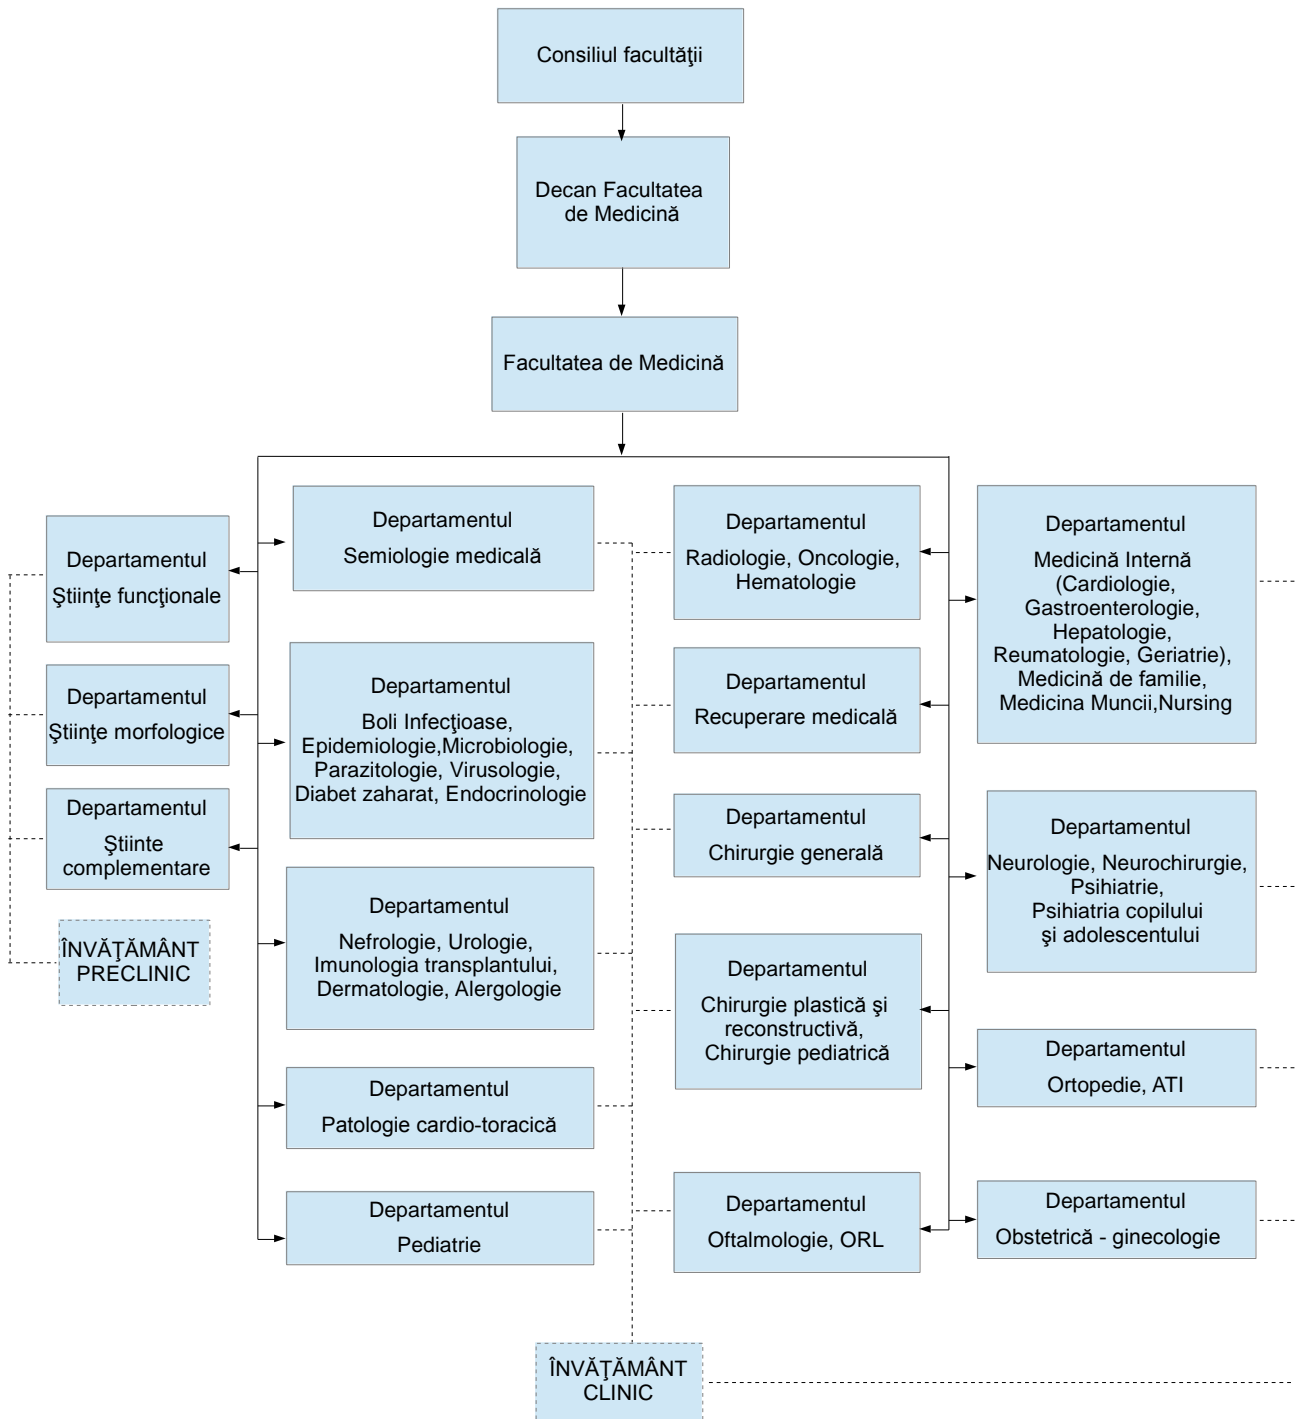 Consiliul facultăţii
Decan Facultatea
de Medicină
Facultatea de Medicină
Departamentul
Ştiinţe funcţionale
Departamentul
Ştiinţe morfologice
Departamentul
Ştiinte
complementare
ÎNVĂŢĂMÂNT
PRECLINIC
Departamentul
Semiologie medicală
Departamentul
Boli Infecţioase,
Epidemiologie,Microbiologie,
Parazitologie, Virusologie,
Diabet zaharat, Endocrinologie
Departamentul
Nefrologie, Urologie,
Imunologia transplantului,
Dermatologie, Alergologie
Departamentul
Patologie cardio-toracică
Departamentul
Pediatrie
Departamentul
Radiologie, Oncologie,
Hematologie
Departamentul
Recuperare medicală
Departamentul
Chirurgie generală
Departamentul
Chirurgie plastică şi
reconstructivă,
Chirurgie pediatrică
Departamentul
Oftalmologie, ORL
Departamentul
Medicină Internă
(Cardiologie,
Gastroenterologie,
Hepatologie,
Reumatologie, Geriatrie),
Medicină de familie,
Medicina Muncii,Nursing
Departamentul
Neurologie, Neurochirurgie,
Psihiatrie,
Psihiatria copilului
şi adolescentului
Departamentul
Ortopedie, ATI
Departamentul
Obstetrică - ginecologie
ÎNVĂŢĂMÂNT
CLINIC